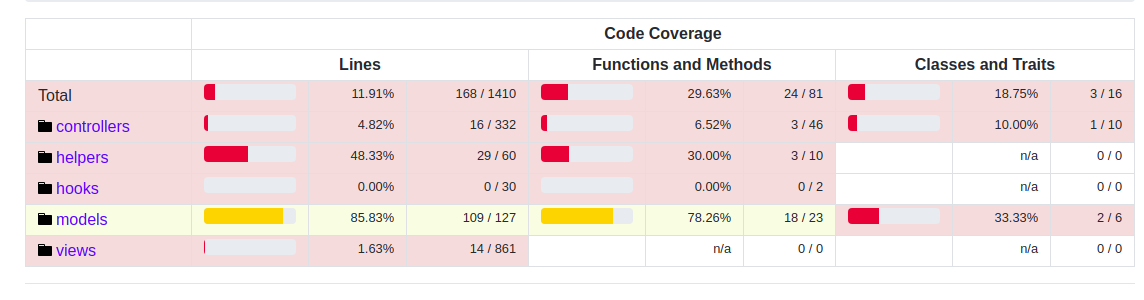 Code Coverage
Lines Functions and Methods Classes and Traits
Total 11.91% 168 / 1410 29.63% 24 / 81 18.75% 3 / 16
controllers 4.82% 16 / 332 6.52% 3 / 46 10.00% 1 / 10
helpers 48.33% 29 / 60 30.00% 3 / 10 n/a 0 / 0
hooks 0.00% 0 / 30 0.00% 0 / 2 n/a 0 / 0
models 85.83% 109 / 127 78.26% 18 / 23 33.33% 2 / 6
views 1.63% 14 / 861 n/a 0 / 0 n/a 0 / 0